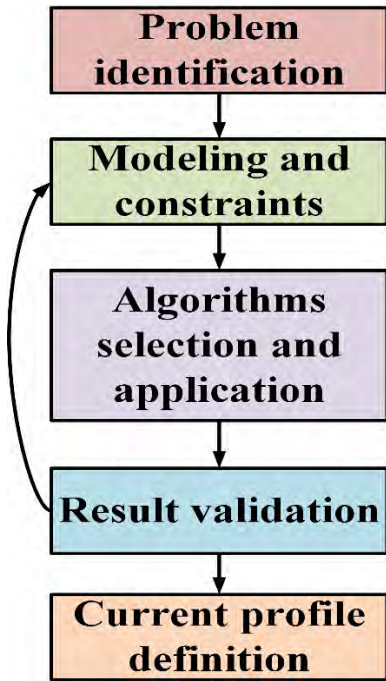 Problem
identification
Modeling and
constraints
Algorithms
selection and
application
Result validation
Current profile
definition